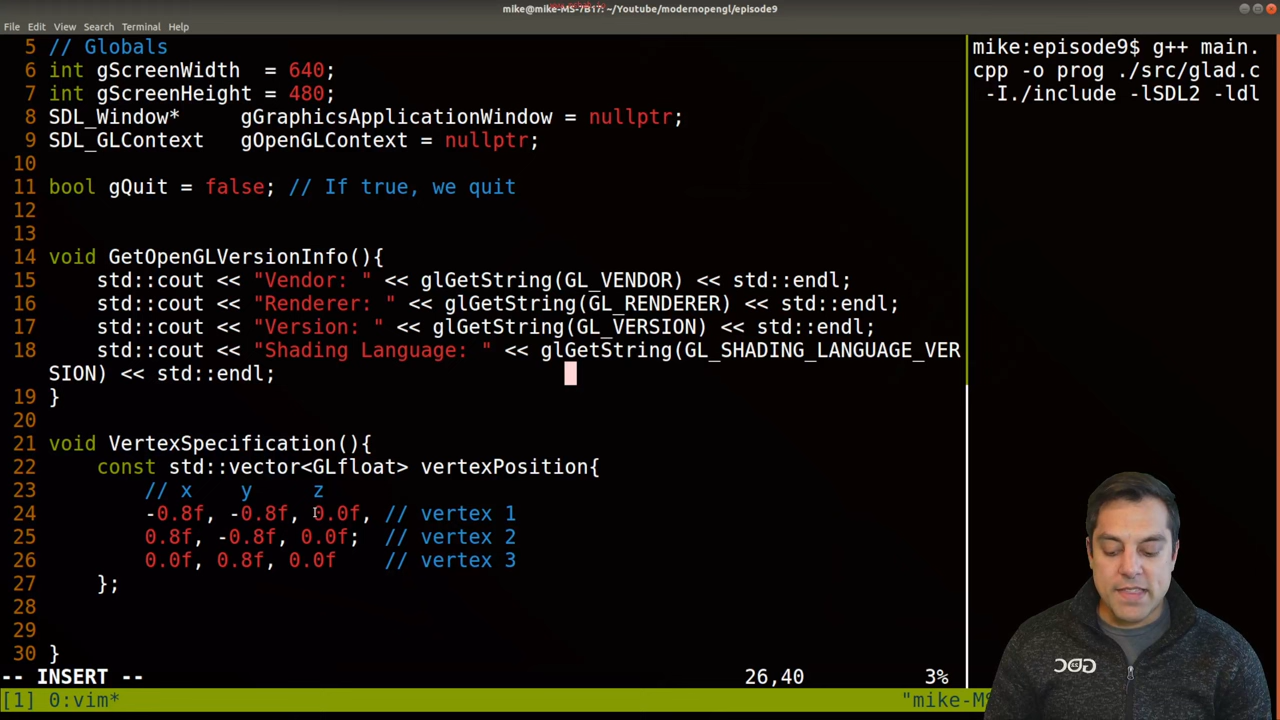 mike@mike-MS-7B17: ~/Youtube/modernopengl/episode9
File Edit View Search Terminal Help
5 // Globals
6 int gScreenWidth  = 640;
7 int gScreenHeight = 480;
8 SDL_Window*     gGraphicsApplicationWindow = nullptr;
9 SDL_GLContext   gOpenGLContext = nullptr;
10
11 bool gQuit = false; // If true, we quit
12
13
14 void GetOpenGLVersionInfo(){
15     std::cout << "Vendor: " << glGetString(GL_VENDOR) << std::endl;
16     std::cout << "Renderer: " << glGetString(GL_RENDERER) << std::endl;
17     std::cout << "Version: " << glGetString(GL_VERSION) << std::endl;
18     std::cout << "Shading Language: " << glGetString(GL_SHADING_LANGUAGE_VER
SION) << std::endl;
19 }
20
21 void VertexSpecification(){
22     const std::vector<GLfloat> vertexPosition{
23         // x    y     z
24         -0.8f, -0.8f, 0.0f, // vertex 1
25         0.8f, -0.8f, 0.0f;  // vertex 2
26         0.0f, 0.8f, 0.0f    // vertex 3
27     };
28
29
30 }
-- INSERT --                    26,40          3%
[1] 0:vim*                    "mike-M
mike:episode9$ g++ main.
cpp -o prog ./src/glad.c
 -I./include -lSDL2 -ldl
GDC